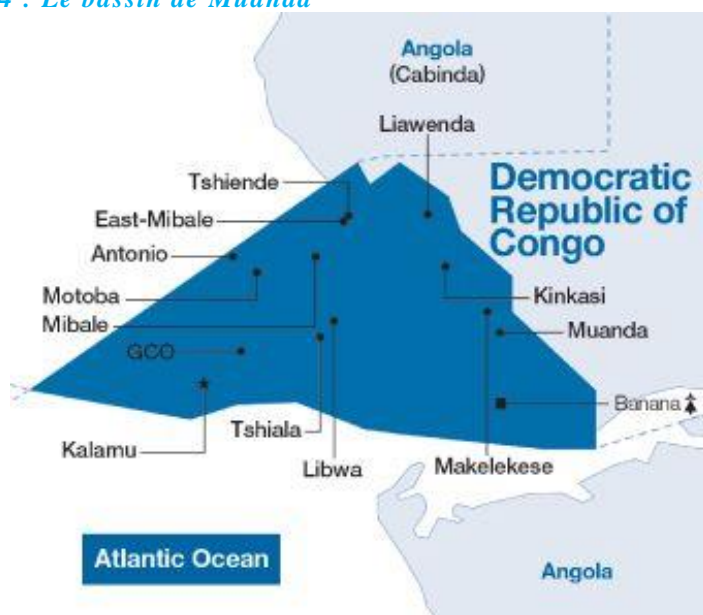 4 : Le bassin de Muanda
Angola
(Cabinda)
Liawenda
Tshiende
Democratic
Republic of
Congo
East-Mibale
Antonio
Motoba
Kinkasi
Mibale
Muanda
GCO
Banana
Tshiala
Kalamu
Libwa
Makelekese
Atlantic Ocean
Angola